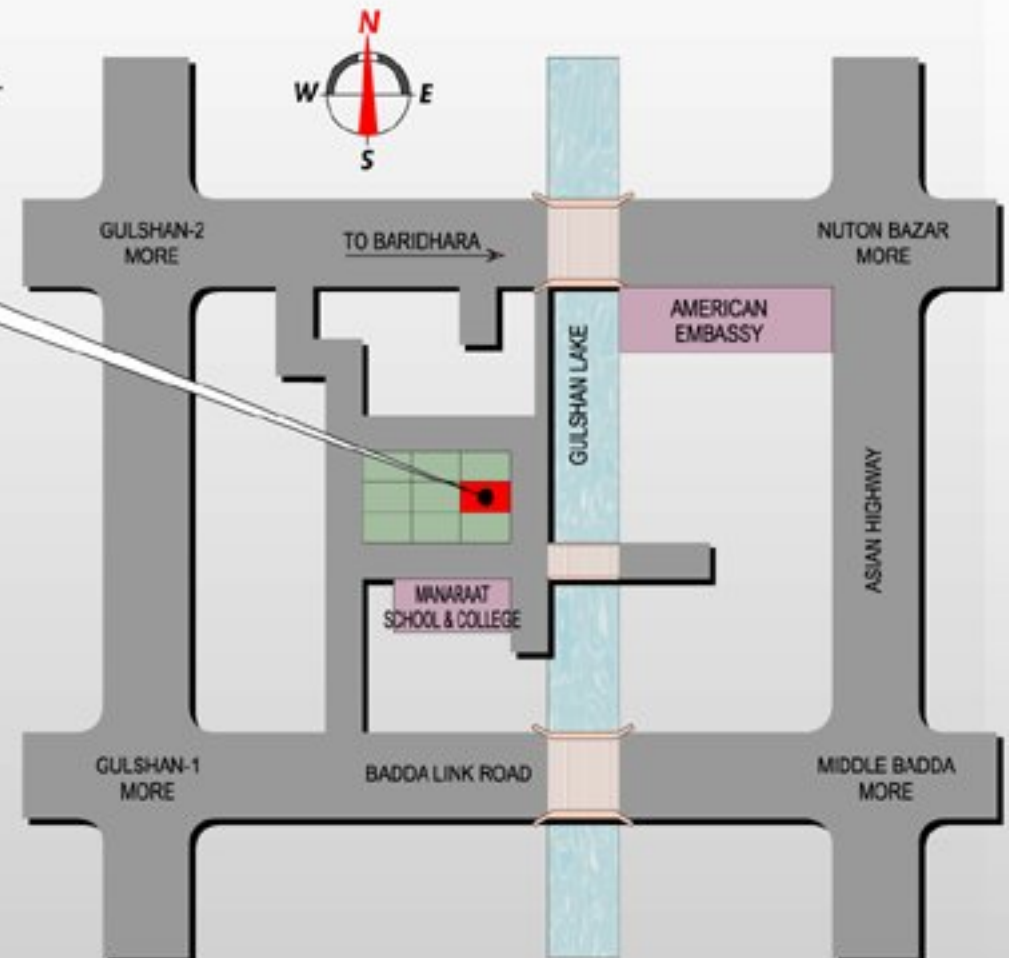 N
W
E
S
GULSHAN-2
MORE
TO BARIDHARA
NUTON BAZAR
MORE
AMERICAN
EMBASSY
GULSHAN LAKE
ASIAN HIGHWAY
MANARAAT
SCHOOL & COLLEGE
GULSHAN-1
MORE
BADDA LINK ROAD
MIDDLE BADDA
MORE